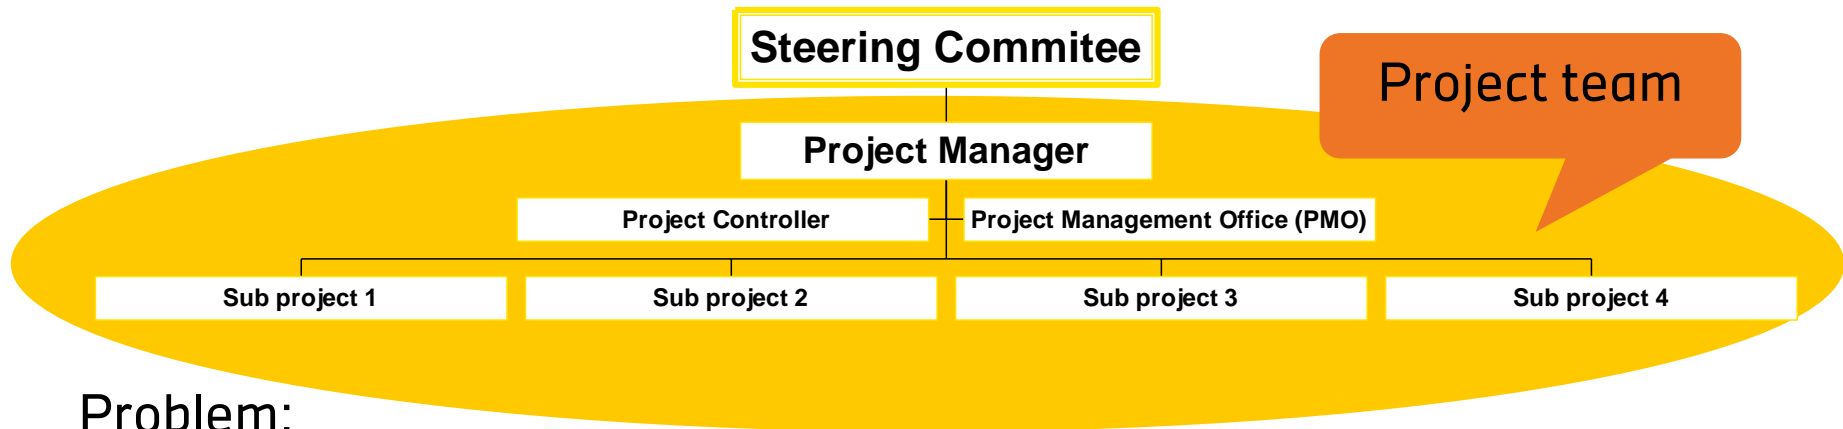 Steering Commitee
Project team
Project Manager
Project Controller
Project Management Office (PMO)
Sub project 1
Sub project 2
Sub project 3
Sub project 4
Problem: